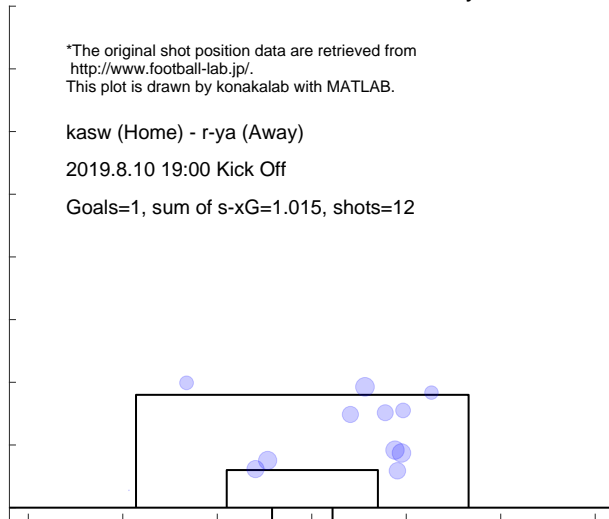 *The original shot position data are retrieved from
http://www.football-lab.jp/.
This plot is drawn by konakalab with MATLAB.
kasw (Home) - r-ya (Away)
2019.8.10 19:00 Kick Off
Goals=1, sum of s-xG=1.015, shots=12